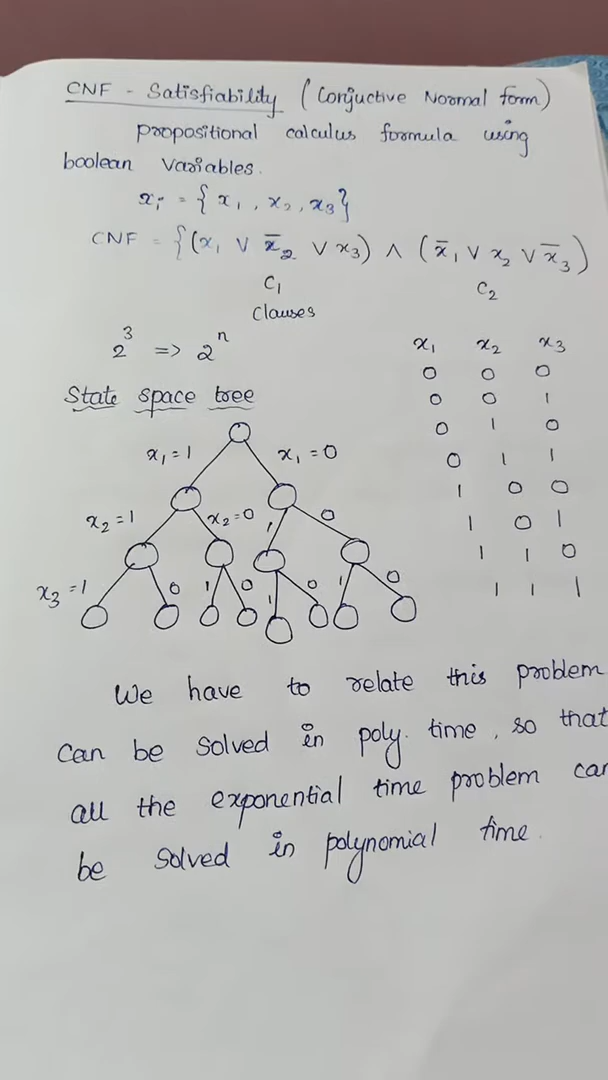 CNF - Satisfiability (Conjuctive Normal form)
propositional calculus formula using
boolean variables.
xᵢ = {x₁, x₂, x₃}
CNF = {(x₁ ∨ x̄₂ ∨ x₃) ∧ (x̄₁ ∨ x₂ ∨ x̄₃)
C₁ C₂
Clauses
2³ => 2ⁿ
x₁ x₂ x₃
0 0 0
0 0 1
0 1 0
0 1 1
1 0 0
1 0 1
1 1 0
1 1 1
State space tree
x₁ = 1 x₁ = 0
x₂ = 1 x₂ = 0 1 0
x₃ = 1 0 1 0 1 0 1 0
We have to relate this problem
can be solved in poly. time, so that
all the exponential time problem can
be solved in polynomial time.